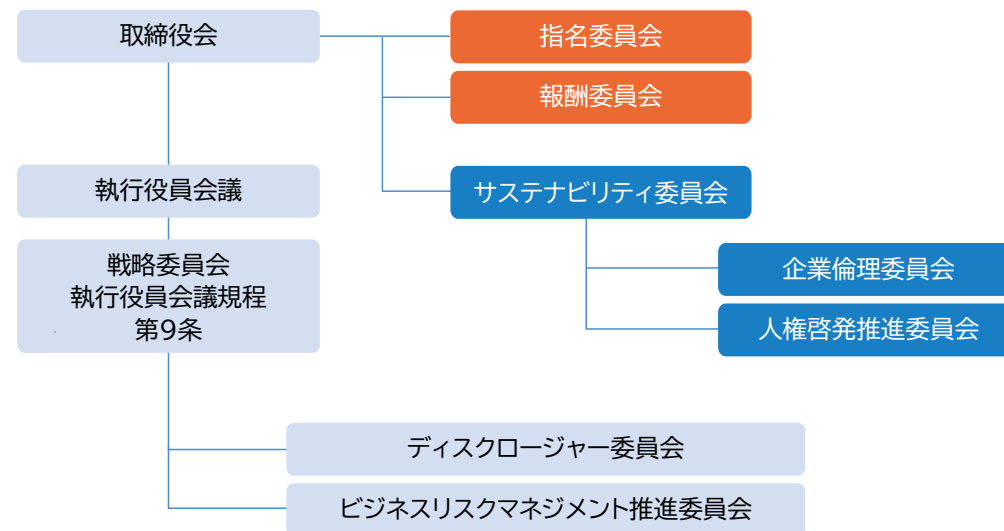 取締役会
指名委員会
報酬委員会
執行役員会議
サステナビリティ委員会
戦略委員会
執行役員会議規程
第9条
企業倫理委員会
人権啓発推進委員会
ディスクロージャー委員会
ビジネスリスクマネジメント推進委員会